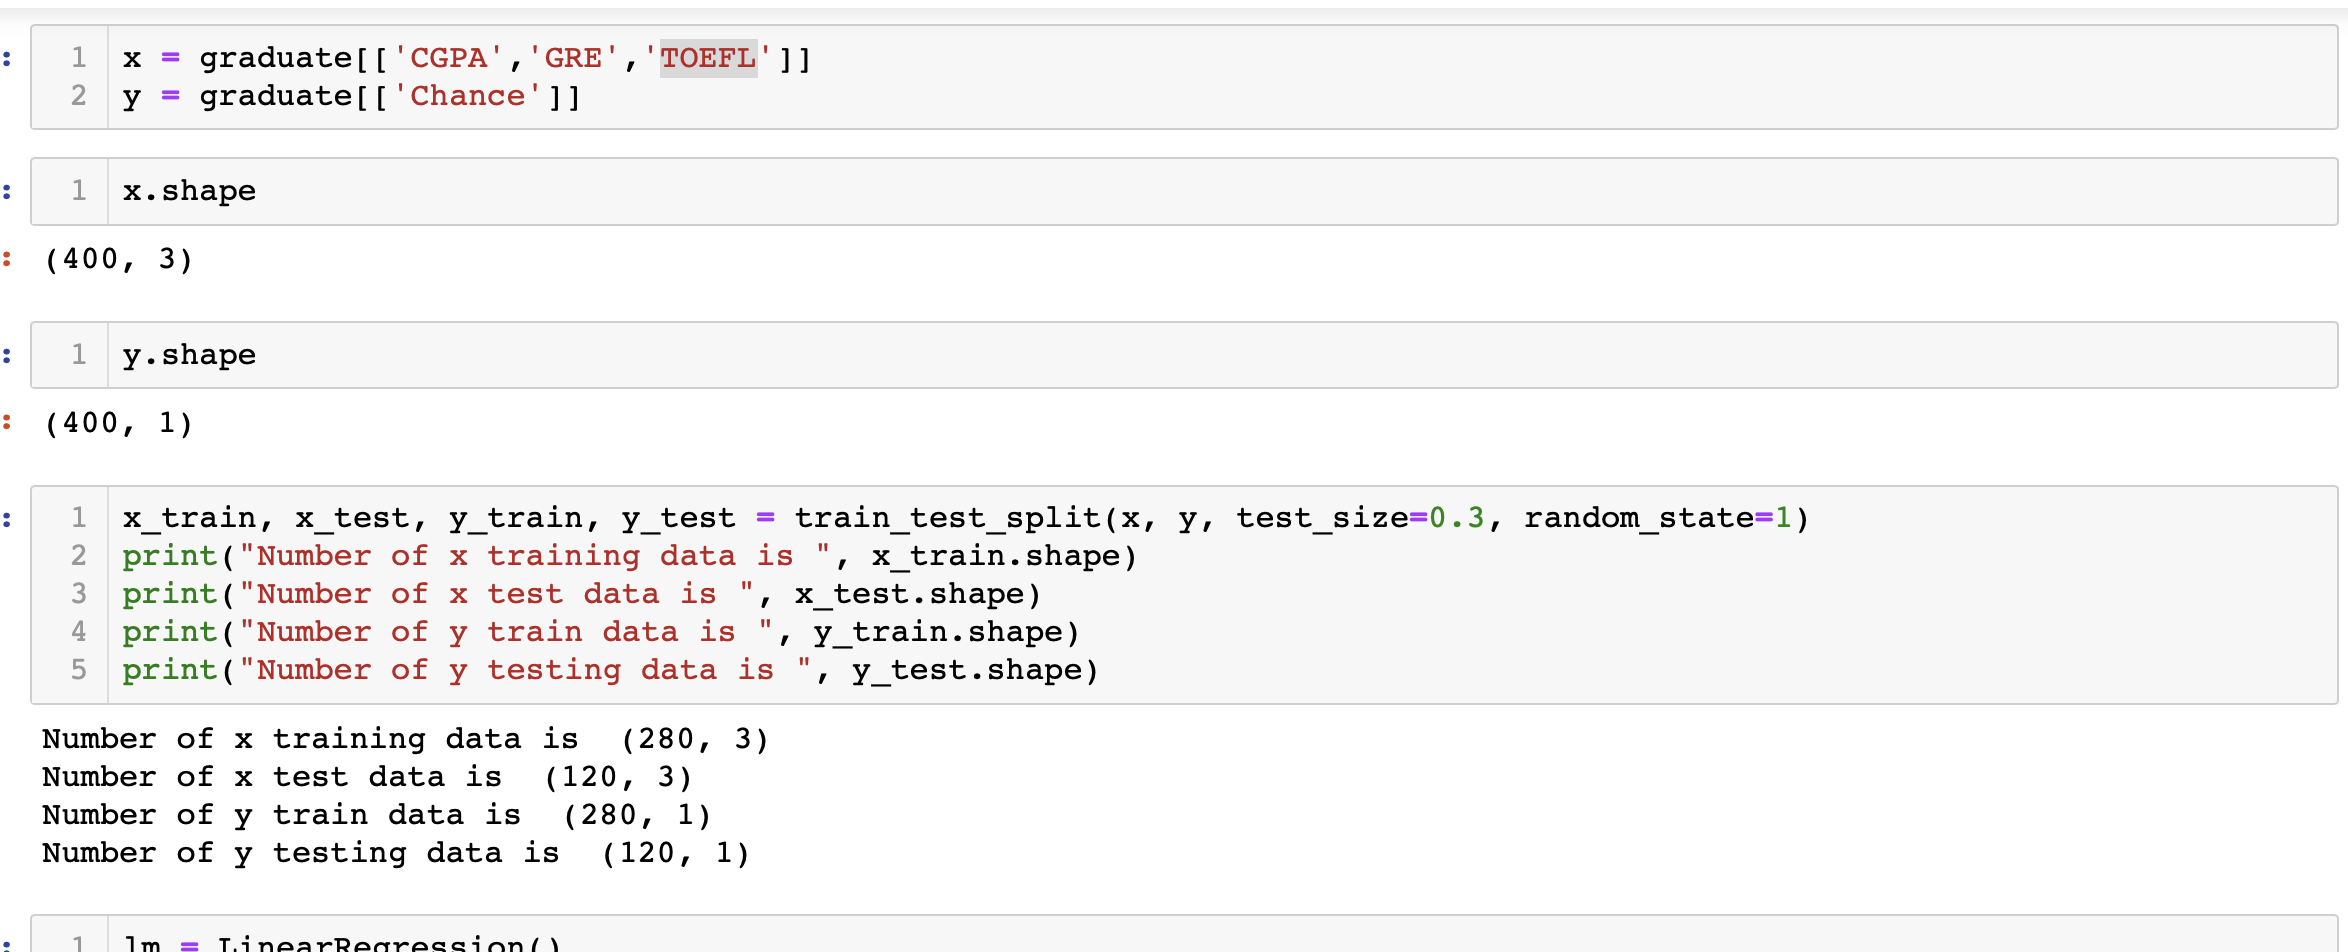 1 x = graduate[['CGPA','GRE','TOEFL']]
2 y = graduate[['Chance']]
: 1 x.shape
: (400, 3)
: 1 y.shape
: (400, 1)
: 1 x_train, x_test, y_train, y_test = train_test_split(x, y, test_size=0.3, random_state=1)
2 print("Number of x training data is ", x_train.shape)
3 print("Number of x test data is ", x_test.shape)
4 print("Number of y train data is ", y_train.shape)
5 print("Number of y testing data is ", y_test.shape)
Number of x training data is  (280, 3)
Number of x test data is  (120, 3)
Number of y train data is  (280, 1)
Number of y testing data is  (120, 1)
: 1 lm = LinearRegression()